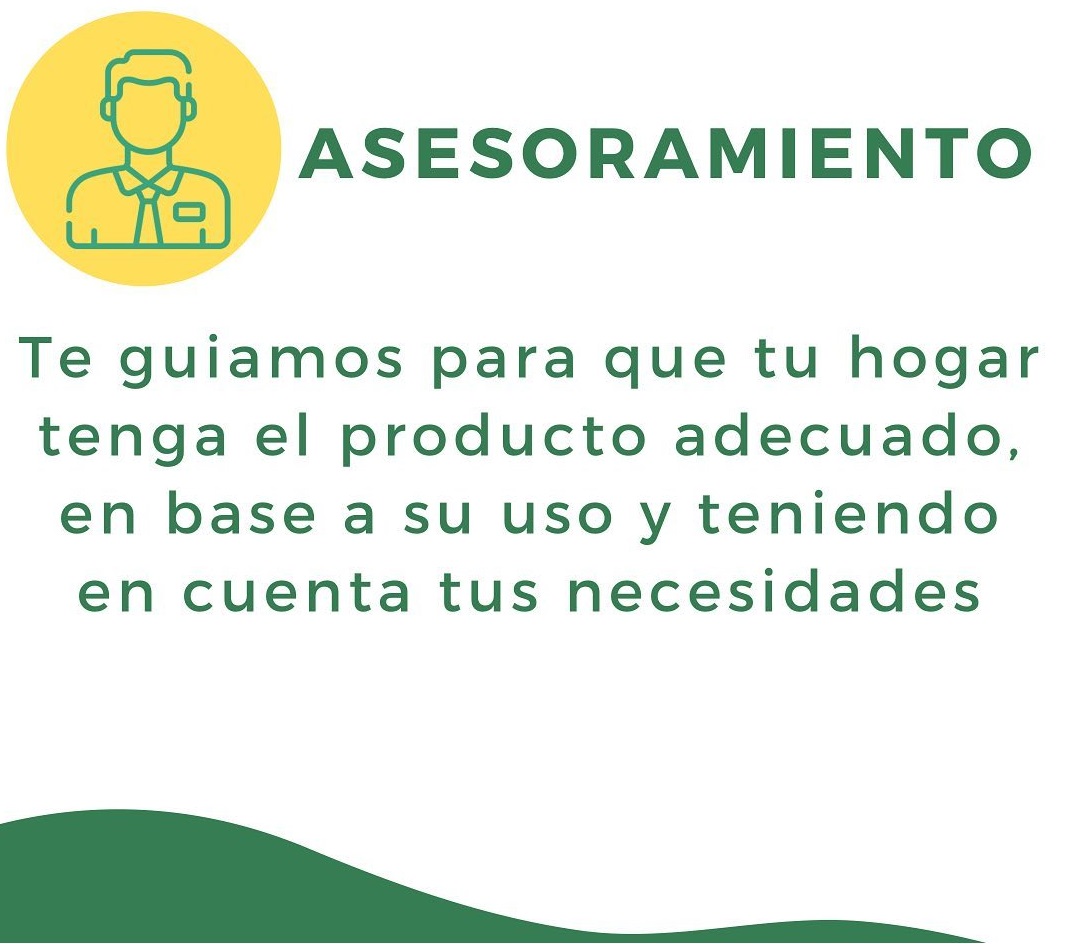 ASESORAMIENTO
Te guiamos para que tu hogar
tenga el producto adecuado,
en base a su uso y teniendo
en cuenta tus necesidades